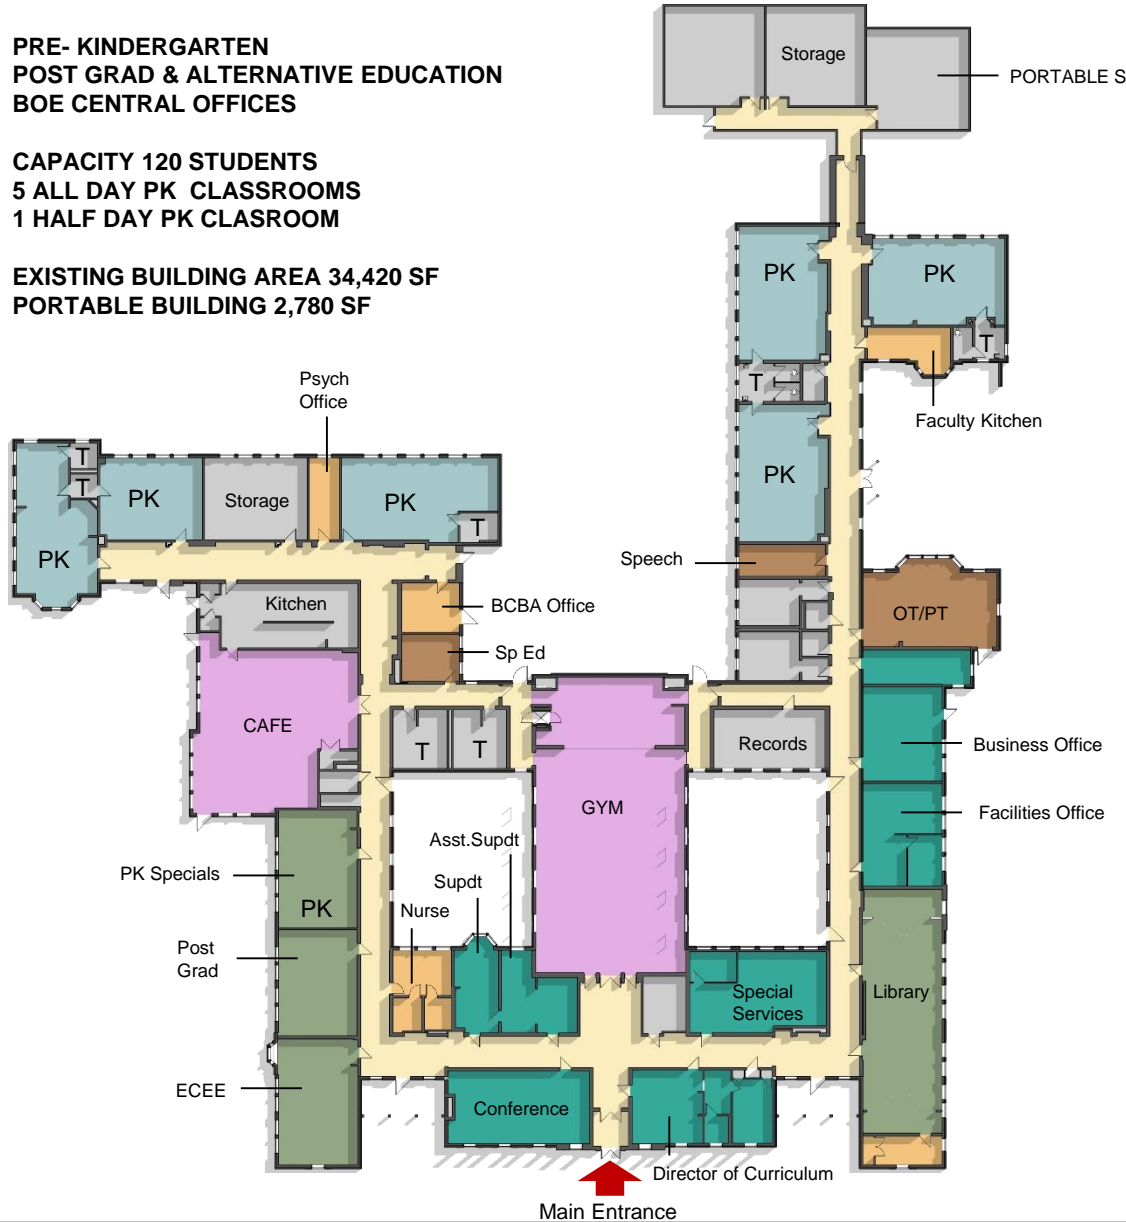 PRE- KINDERGARTEN
POST GRAD & ALTERNATIVE EDUCATION
BOE CENTRAL OFFICES
CAPACITY 120 STUDENTS
5 ALL DAY PK  CLASSROOMS
1 HALF DAY PK CLASROOM
EXISTING BUILDING AREA 34,420 SF
PORTABLE BUILDING 2,780 SF
Storage
PORTABLE S
PK
PK
T
T
Faculty Kitchen
Psych
Office
T
T
PK
Storage
PK
T
PK
PK
Speech
Kitchen
BCBA Office
OT/PT
Sp Ed
CAFE
T
T
Records
Business Office
GYM
Facilities Office
Asst.Supdt
PK Specials
Supdt
PK
Nurse
Post
Grad
Special
Services
Library
ECEE
Conference
Director of Curriculum
Main Entrance